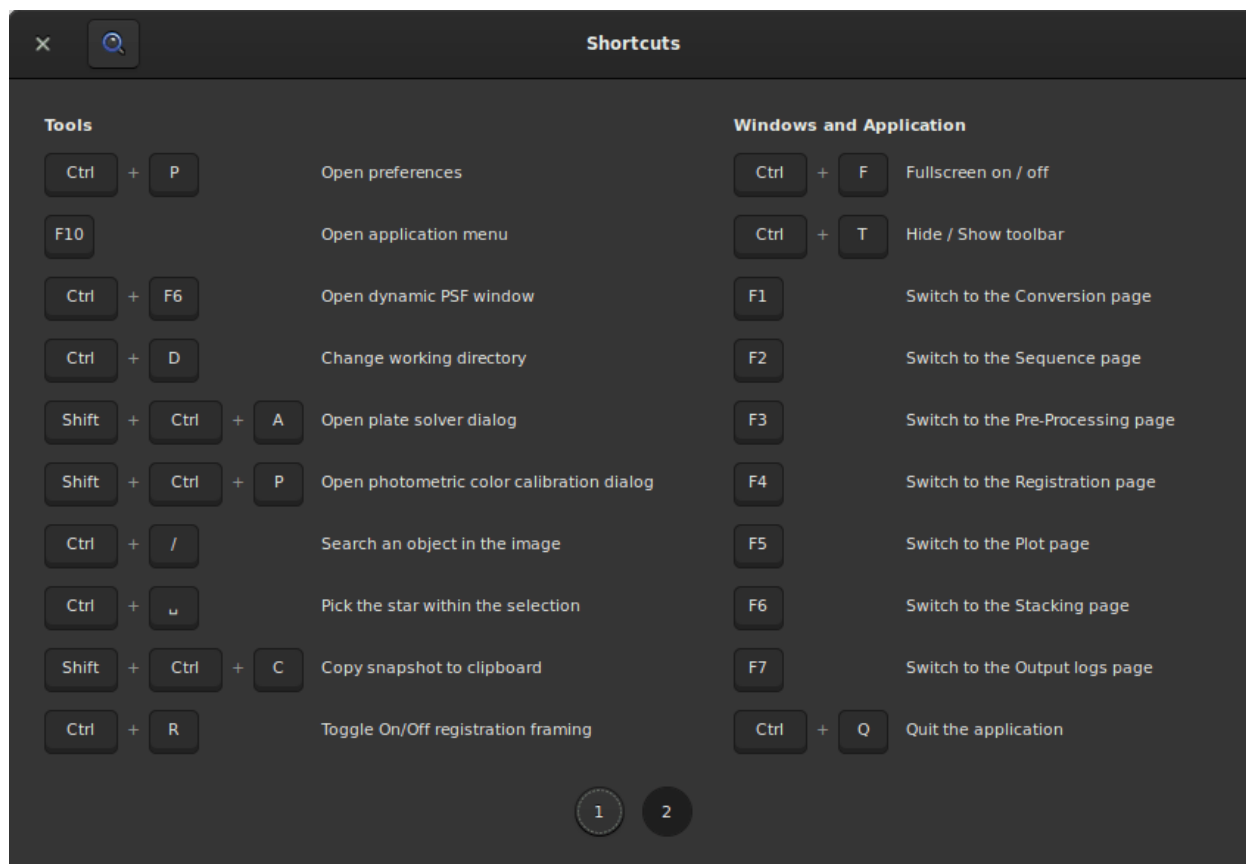 Shortcuts
Tools
Ctrl + P Open preferences
F10 Open application menu
Ctrl + F6 Open dynamic PSF window
Ctrl + D Change working directory
Shift + Ctrl + A Open plate solver dialog
Shift + Ctrl + P Open photometric color calibration dialog
Ctrl + / Search an object in the image
Ctrl + ␣ Pick the star within the selection
Shift + Ctrl + C Copy snapshot to clipboard
Ctrl + R Toggle On/Off registration framing
Windows and Application
Ctrl + F Fullscreen on / off
Ctrl + T Hide / Show toolbar
F1 Switch to the Conversion page
F2 Switch to the Sequence page
F3 Switch to the Pre-Processing page
F4 Switch to the Registration page
F5 Switch to the Plot page
F6 Switch to the Stacking page
F7 Switch to the Output logs page
Ctrl + Q Quit the application
1 2